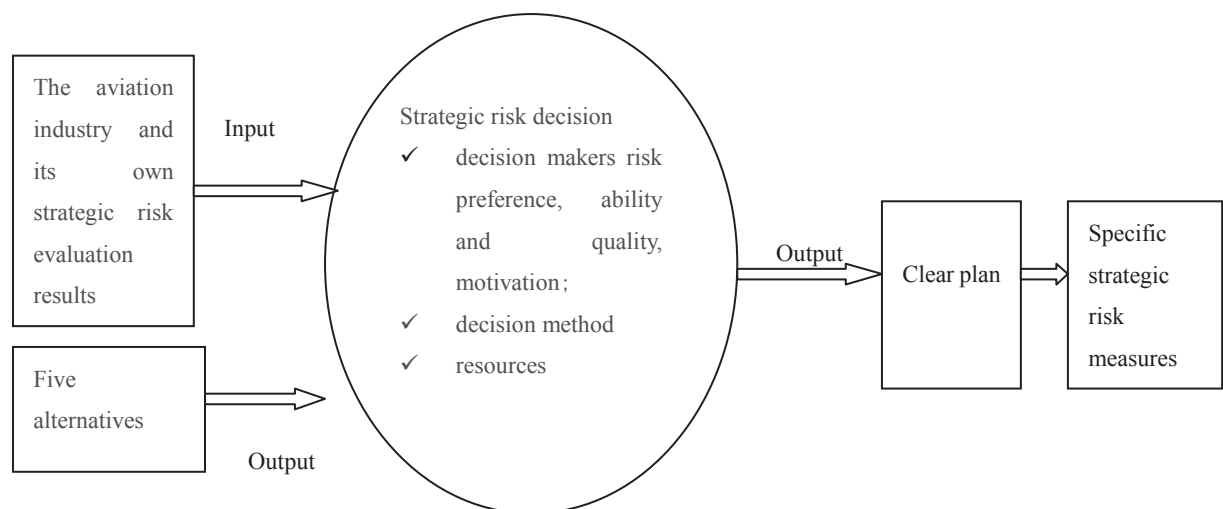 The aviation
industry and
its own
strategic risk
evaluation
results
Input
Five
alternatives
Output
Strategic risk decision
✓ decision makers risk
preference, ability
and quality,
motivation；
✓ decision method
✓ resources
Output
Clear plan
Specific
strategic
risk
measures